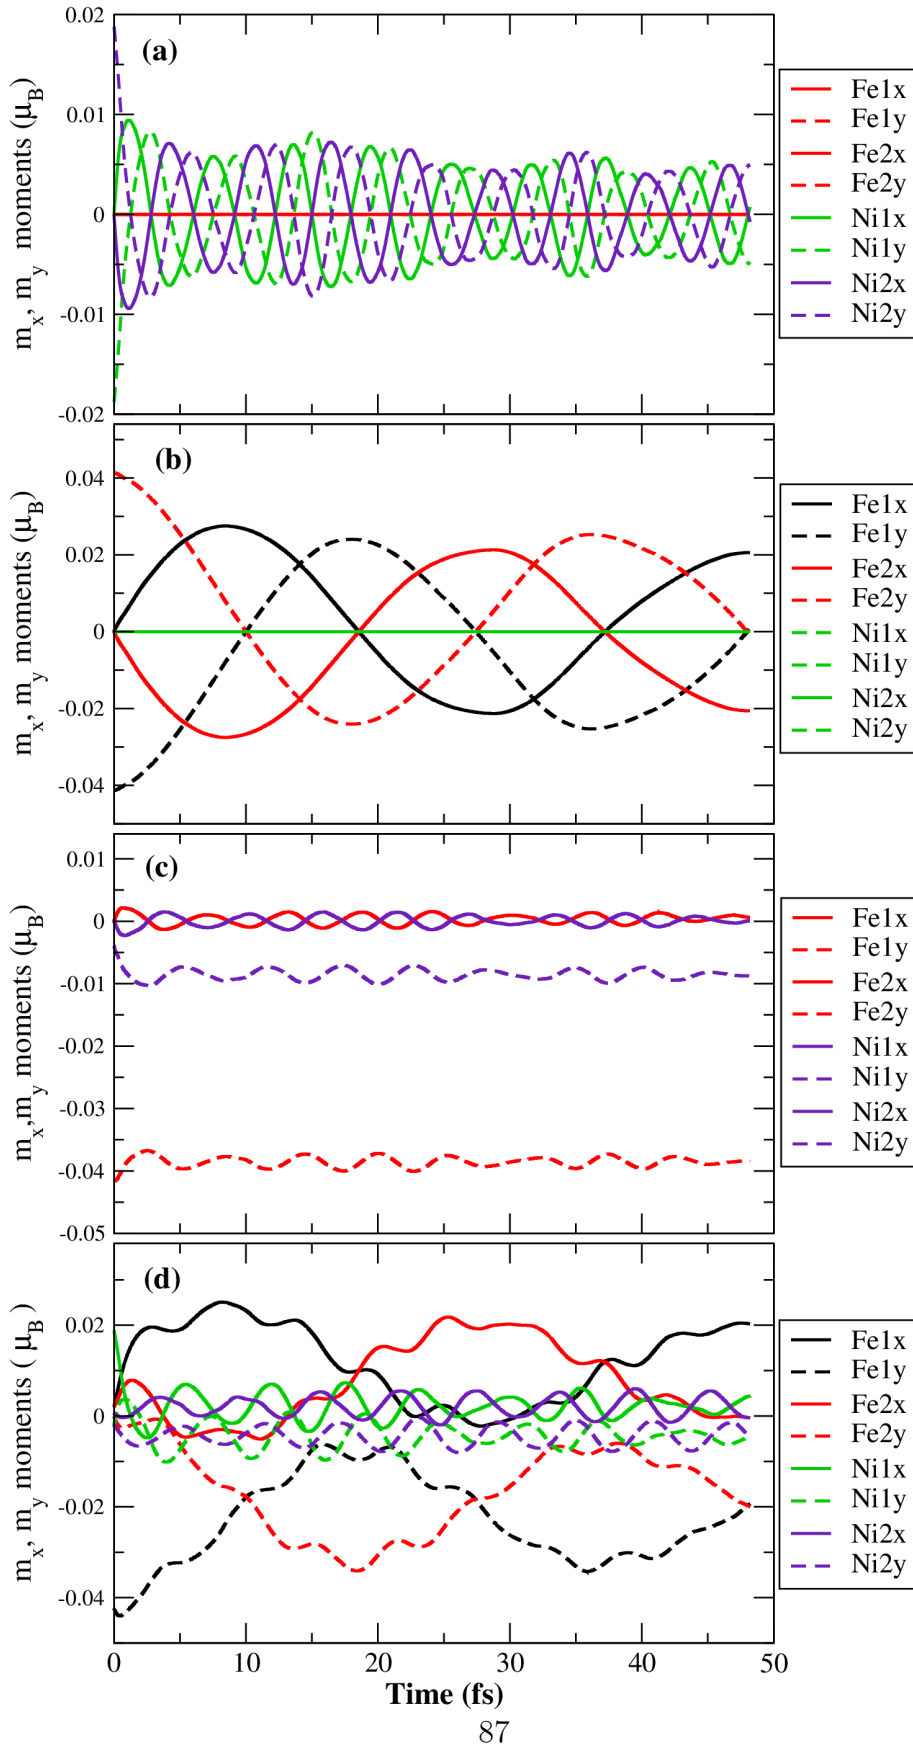 0.02
0.01
0
-0.01
-0.02
m_x, m_y moments (μ_B)
(a)
Fe1x
Fe1y
Fe2x
Fe2y
Ni1x
Ni1y
Ni2x
Ni2y
0.04
0.02
0
-0.02
-0.04
m_x, m_y moments (μ_B)
(b)
Fe1x
Fe1y
Fe2x
Fe2y
Ni1x
Ni1y
Ni2x
Ni2y
0.01
0
-0.01
-0.02
-0.03
-0.04
-0.05
m_x,m_y moments (μ_B)
(c)
Fe1x
Fe1y
Fe2x
Fe2y
Ni1x
Ni1y
Ni2x
Ni2y
0.02
0
-0.02
-0.04
m_x, m_y moments ( μ_B )
(d)
Fe1x
Fe1y
Fe2x
Fe2y
Ni1x
Ni1y
Ni2x
Ni2y
0 10 20 30 40 50
Time (fs)
87